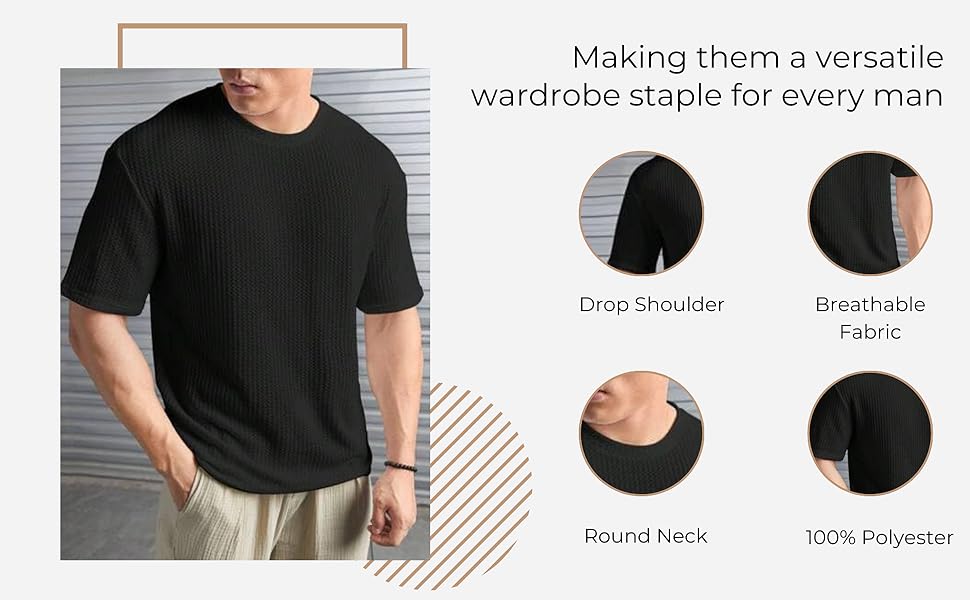 Making them a versatile
wardrobe staple for every man
Drop Shoulder
Breathable
Fabric
Round Neck
100% Polyester